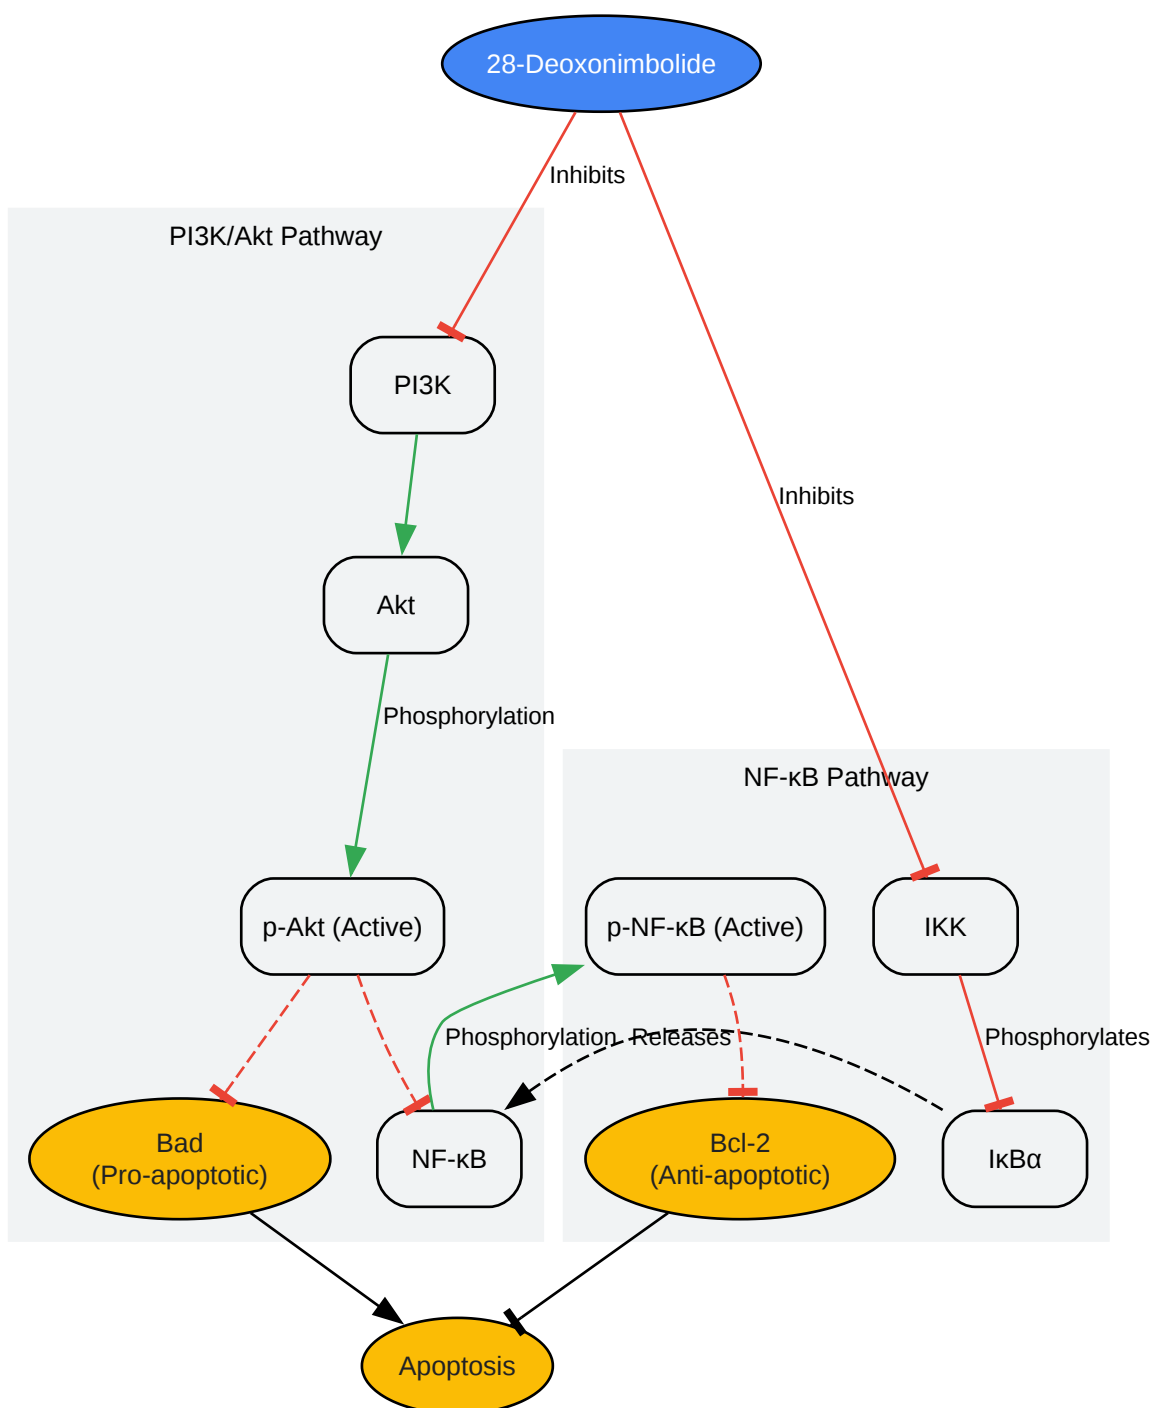 28-Deoxonimbolide
Inhibits
PI3K/Akt Pathway
PI3K
Inhibits
Akt
Phosphorylation
NF-κB Pathway
p-Akt (Active)
p-NF-κB (Active)
IKK
Phosphorylation
Releases
Phosphorylates
Bad
(Pro-apoptotic)
NF-κB
Bcl-2
(Anti-apoptotic)
IκBα
Apoptosis